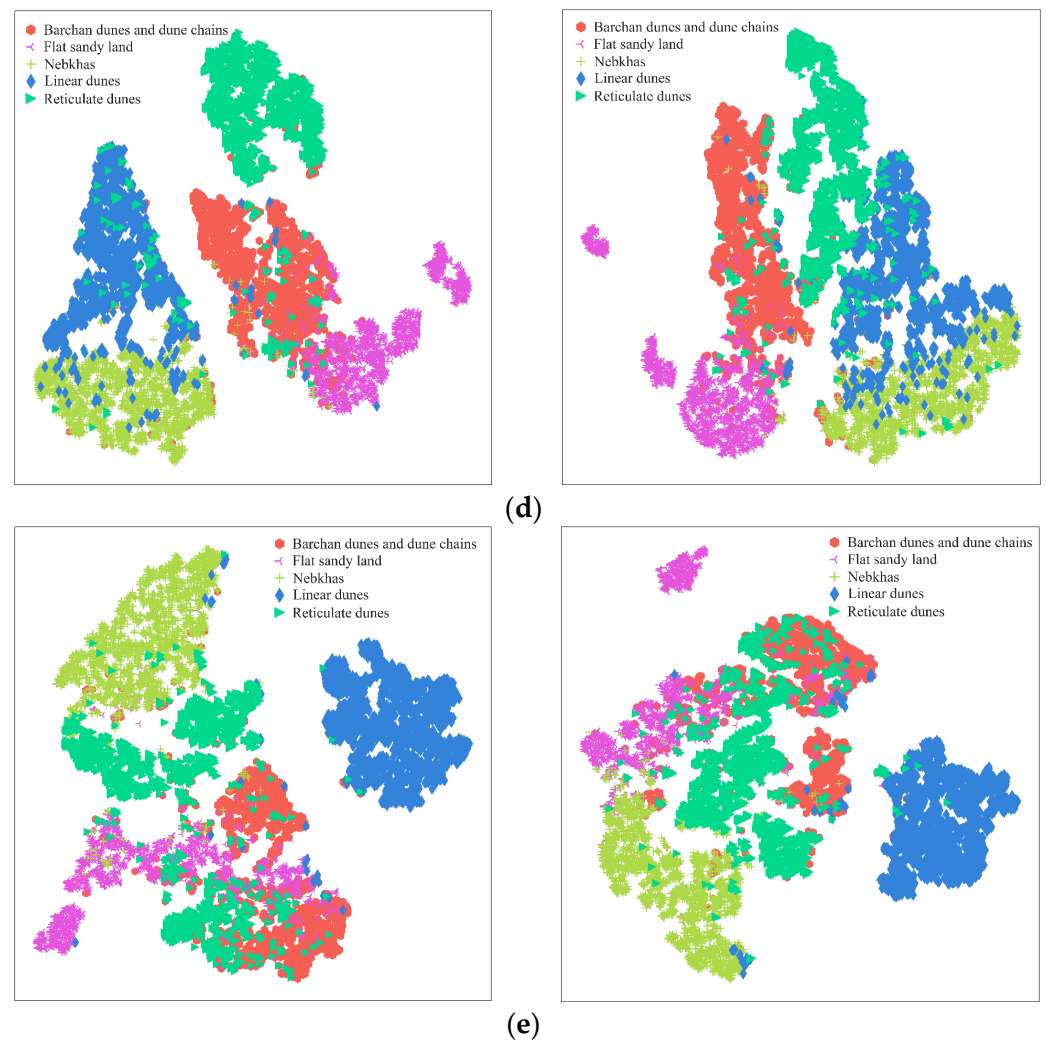 Barchan dunes and dune chains
Flat sandy land
Nebkhas
Linear dunes
Reticulate dunes
Barchan dunes and dune chains
Flat sandy land
Nebkhas
Linear dunes
Reticulate dunes
(d)
Barchan dunes and dune chains
Flat sandy land
Nebkhas
Linear dunes
Reticulate dunes
Barchan dunes and dune chains
Flat sandy land
Nebkhas
Linear dunes
Reticulate dunes
(e)